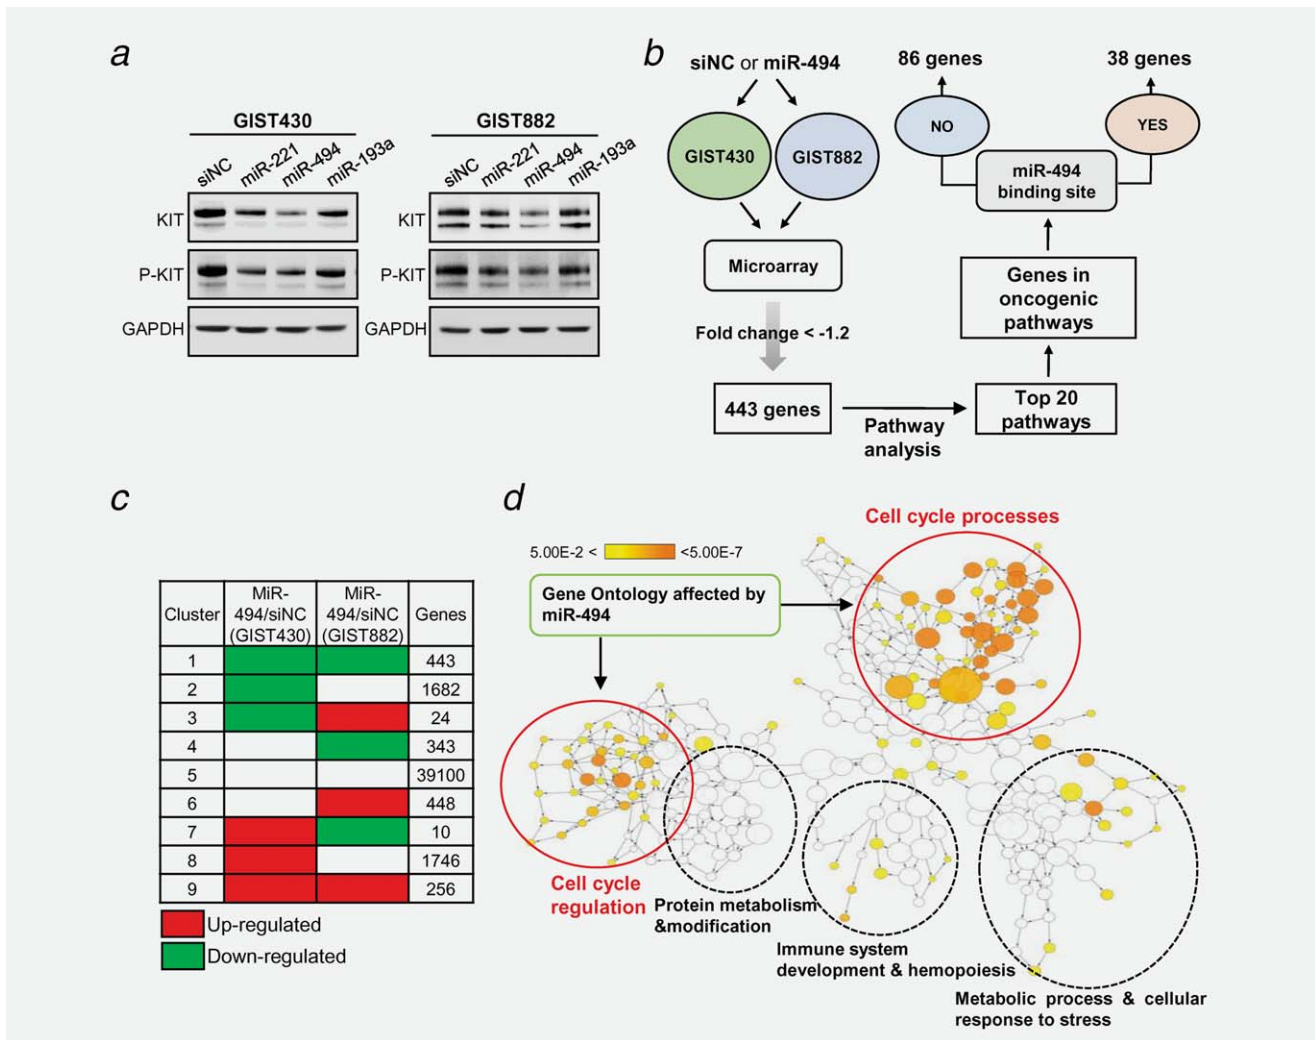 a
GIST430
siNC
miR-221
miR-494
miR-193a
KIT
P-KIT
GAPDH
GIST882
siNC
miR-221
miR-494
miR-193a
KIT
P-KIT
GAPDH
b
siNC or miR-494
GIST430
GIST882
Microarray
Fold change < -1.2
443 genes
Pathway
analysis
Top 20
pathways
Genes in
oncogenic
pathways
miR-494
binding site
NO
YES
86 genes
38 genes
c
Cluster
MiR-
494/siNC
(GIST430)
MiR-
494/siNC
(GIST882)
Genes
1 443
2 1682
3 24
4 343
5 39100
6 448
7 10
8 1746
9 256
Up-regulated
Down-regulated
d
Cell cycle processes
5.00E-2 < <5.00E-7
Gene Ontology affected by
miR-494
Cell cycle
regulation
Protein metabolism
&modification
Immune system
development & hemopoiesis
Metabolic process & cellular
response to stress